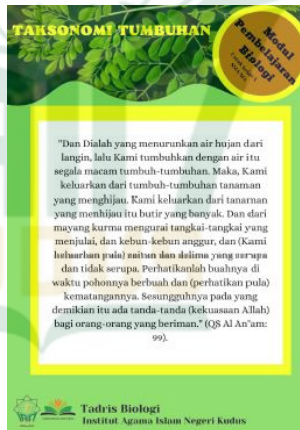 TAKSONOMI TUMBUHAN
Modul
Pembelajaran
Biologi
"Dan Dialah yang menurunkan air hujan dari
langin, lalu Kami tumbuhkan dengan air itu
segala macam tumbuh-tumbuhan. Maka, Kami
keluarkan dari tumbuh-tumbuhan tanaman
yang menghijau. Kami keluarkan dari tanaman
yang menhijau itu butir yang banyak. Dan dari
mayang kurma mengurai tangkai-tangkai yang
menjulai, dan kebun-kebun anggur, dan (Kami
keluarkan pula) zaitun dan delima yang serupa
dan tidak serupa. Perhatikanlah buahnya di
waktu pohonnya berbuah dan (perhatikan pula)
kematangannya. Sesungguhnya pada yang
demikian itu ada tanda-tanda (kekuasaan Allah)
bagi orang-orang yang beriman." (QS Al An"am:
99).
Tadris Biologi
Institut Agama Islam Negeri Kudus